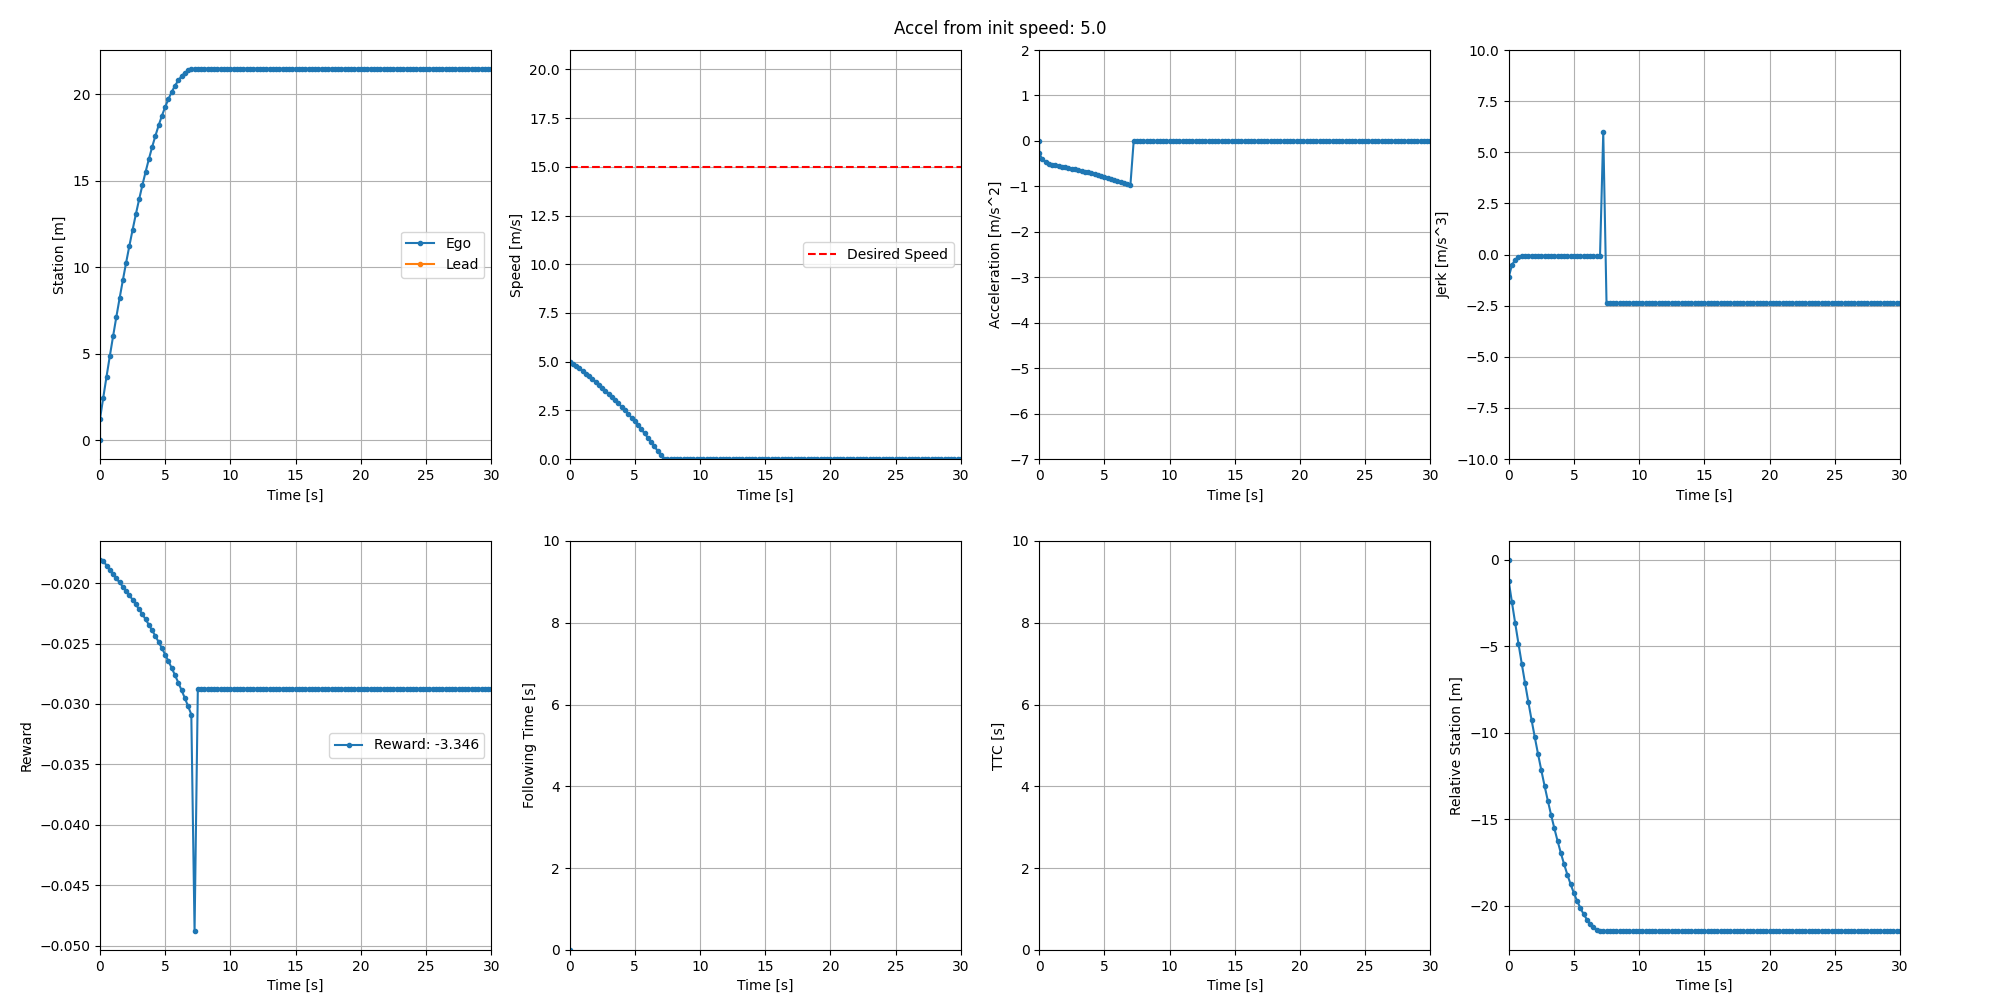 Accel from init speed: 5.0
20
15
10
5
0
Station [m]
Ego
Lead
0 5 10 15 20 25 30
Time [s]
20.0
17.5
15.0
12.5
10.0
7.5
5.0
2.5
0.0
Speed [m/s]
Desired Speed
0 5 10 15 20 25 30
Time [s]
2
1
0
−1
−2
−3
−4
−5
−6
−7
Acceleration [m/s^2]
0 5 10 15 20 25 30
Time [s]
10.0
7.5
5.0
2.5
0.0
−2.5
−5.0
−7.5
−10.0
Jerk [m/s^3]
0 5 10 15 20 25 30
Time [s]
−0.020
−0.025
−0.030
−0.035
−0.040
−0.045
−0.050
Reward
Reward: -3.346
0 5 10 15 20 25 30
Time [s]
10
8
6
4
2
0
Following Time [s]
0 5 10 15 20 25 30
Time [s]
10
8
6
4
2
0
TTC [s]
0 5 10 15 20 25 30
Time [s]
0
−5
−10
−15
−20
Relative Station [m]
0 5 10 15 20 25 30
Time [s]